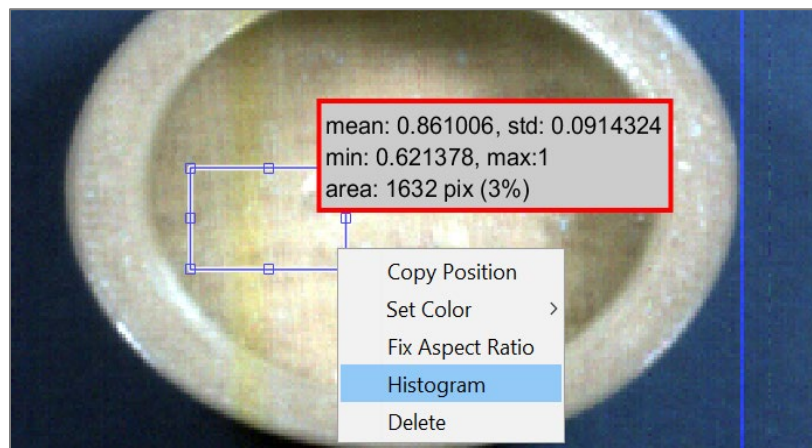 mean: 0.861006, std: 0.0914324
min: 0.621378, max:1
area: 1632 pix (3%)
Copy Position
Set Color
Fix Aspect Ratio
Histogram
Delete